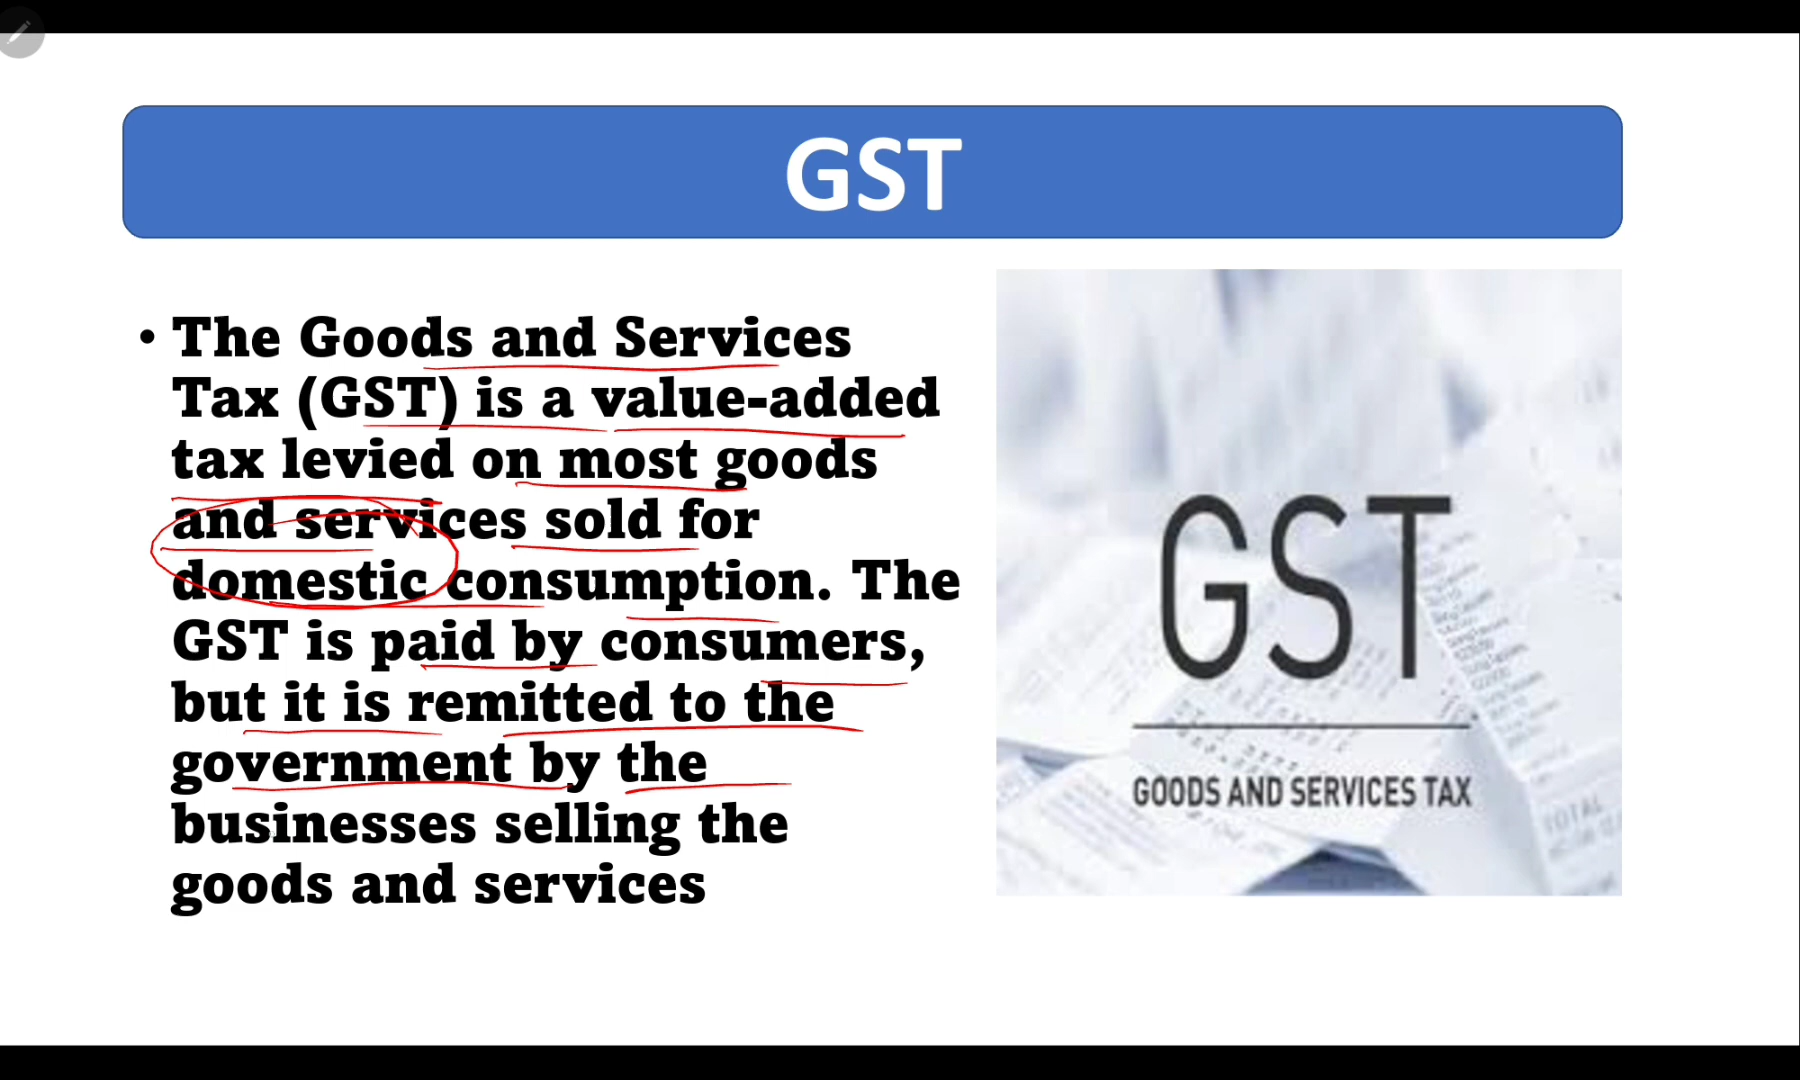 GST
• The Goods and Services
Tax (GST) is a value-added
tax levied on most goods
and services sold for
domestic consumption. The
GST is paid by consumers,
but it is remitted to the
government by the
businesses selling the
goods and services
GST
GOODS AND SERVICES TAX
TOTAL